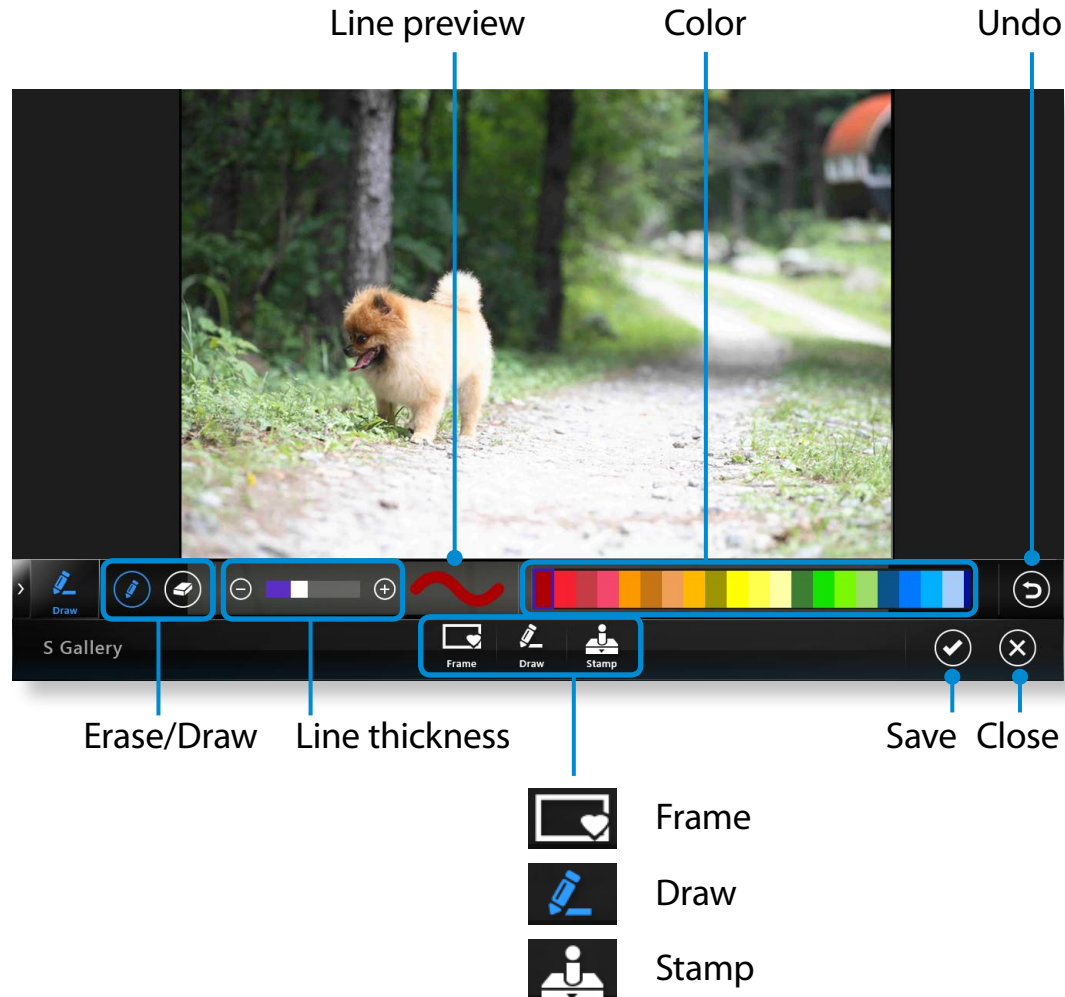 Line preview
Color
Undo
Draw
S Gallery
Frame
Draw
Stamp
Erase/Draw
Line thickness
Save
Close
Frame
Draw
Stamp